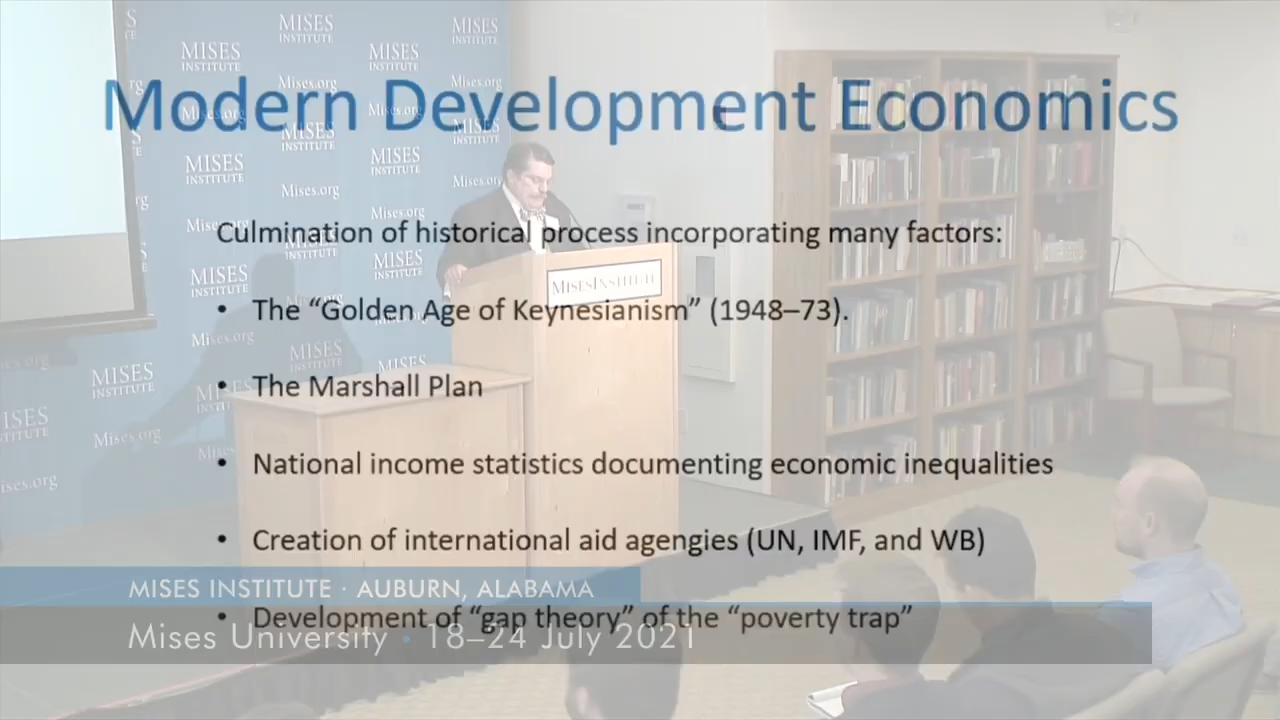 Modern Development Economics
Culmination of historical process incorporating many factors:
• The “Golden Age of Keynesianism” (1948–73).
• The Marshall Plan
• National income statistics documenting economic inequalities
• Creation of international aid agengies (UN, IMF, and WB)
• Development of “gap theory” of the “poverty trap”
MISES INSTITUTE · AUBURN, ALABAMA
Mises University • 18–24 July 2021
MISES INSTITUTE
MISES
INSTITUTE
Mises.org